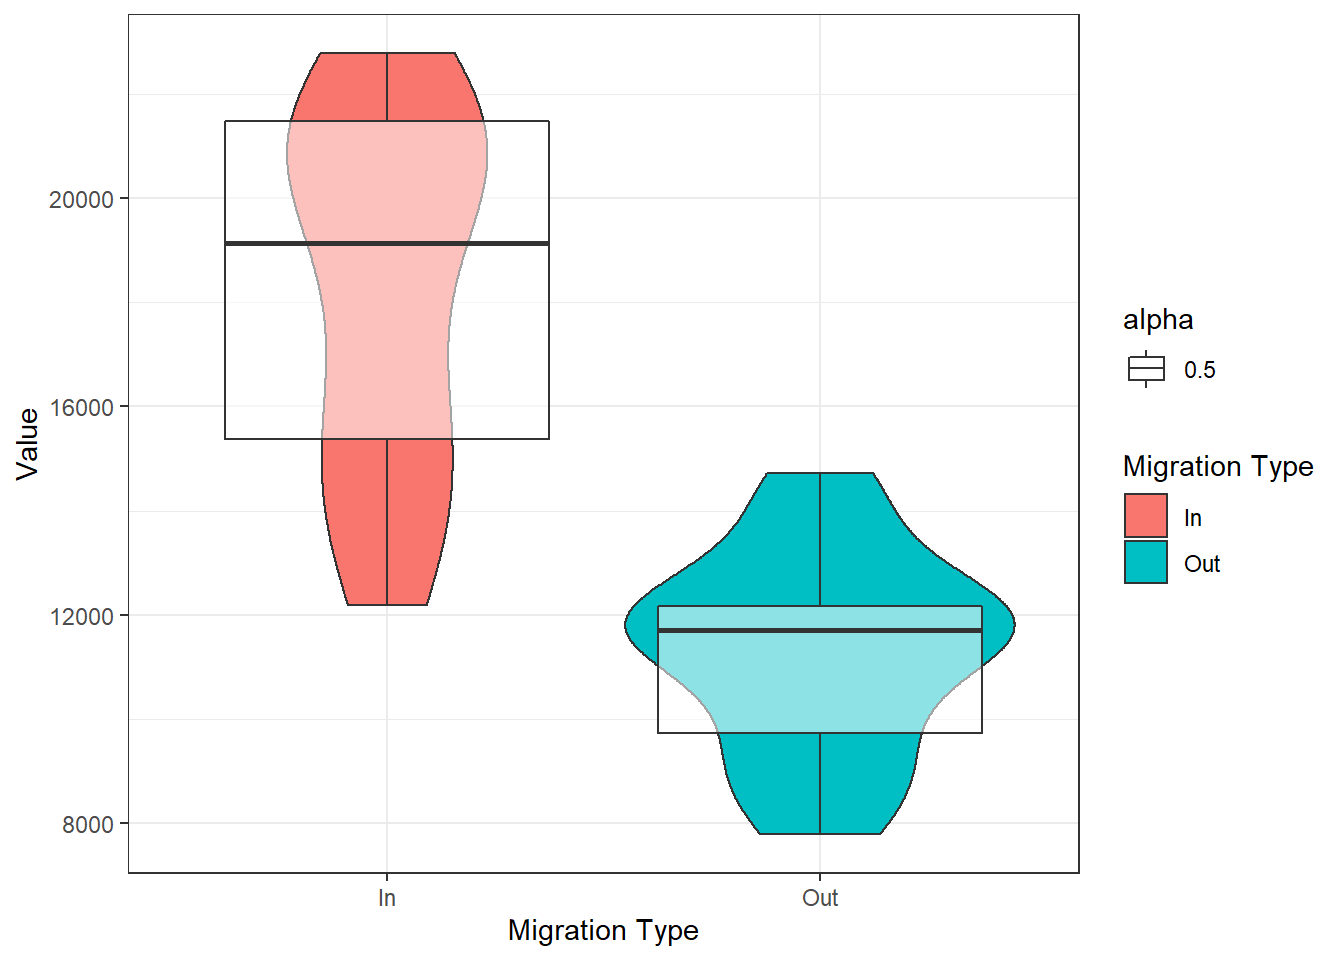 Value
20000
16000
12000
8000
In
Out
Migration Type
alpha
0.5
Migration Type
In
Out